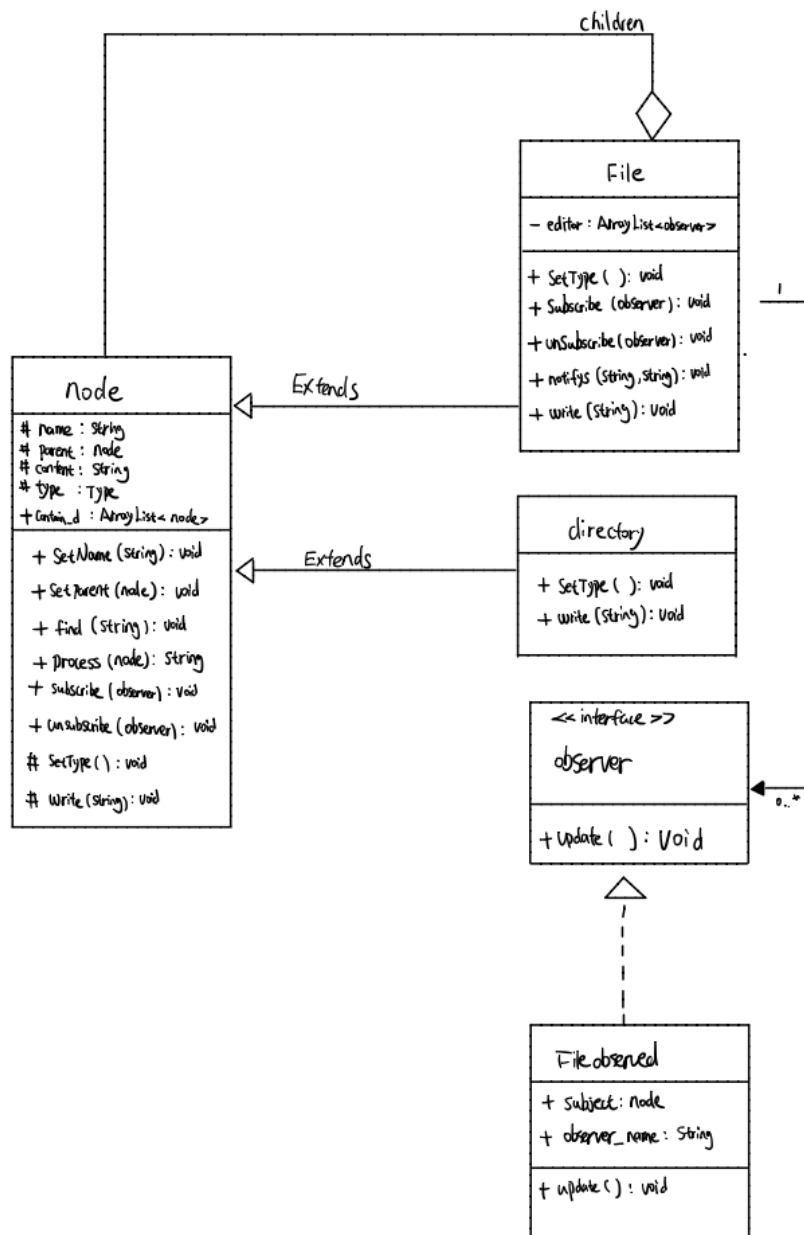 children
File
- editor : ArrayList<observer>
+ SetType ( ) : void
+ Subscribe (observer) : void
+ unSubscribe (observer) : void
+ notifys (String, String) : void
+ write (String) : void
1
node
# name : String
# parent : node
# content : String
# type : Type
+ contain_d : ArrayList<node>
+ SetName (String) : void
+ SetParent (node) : void
+ find (String) : void
+ process (node) : String
+ subscribe (observer) : void
+ unsubscribe (observer) : void
# SetType ( ) : void
# write (String) : void
Extends
Extends
directory
+ SetType ( ) : void
+ write (String) : void
<< interface >>
observer
+ update ( ) : void
0..*
File observed
+ subject : node
+ observer_name : String
+ update ( ) : void